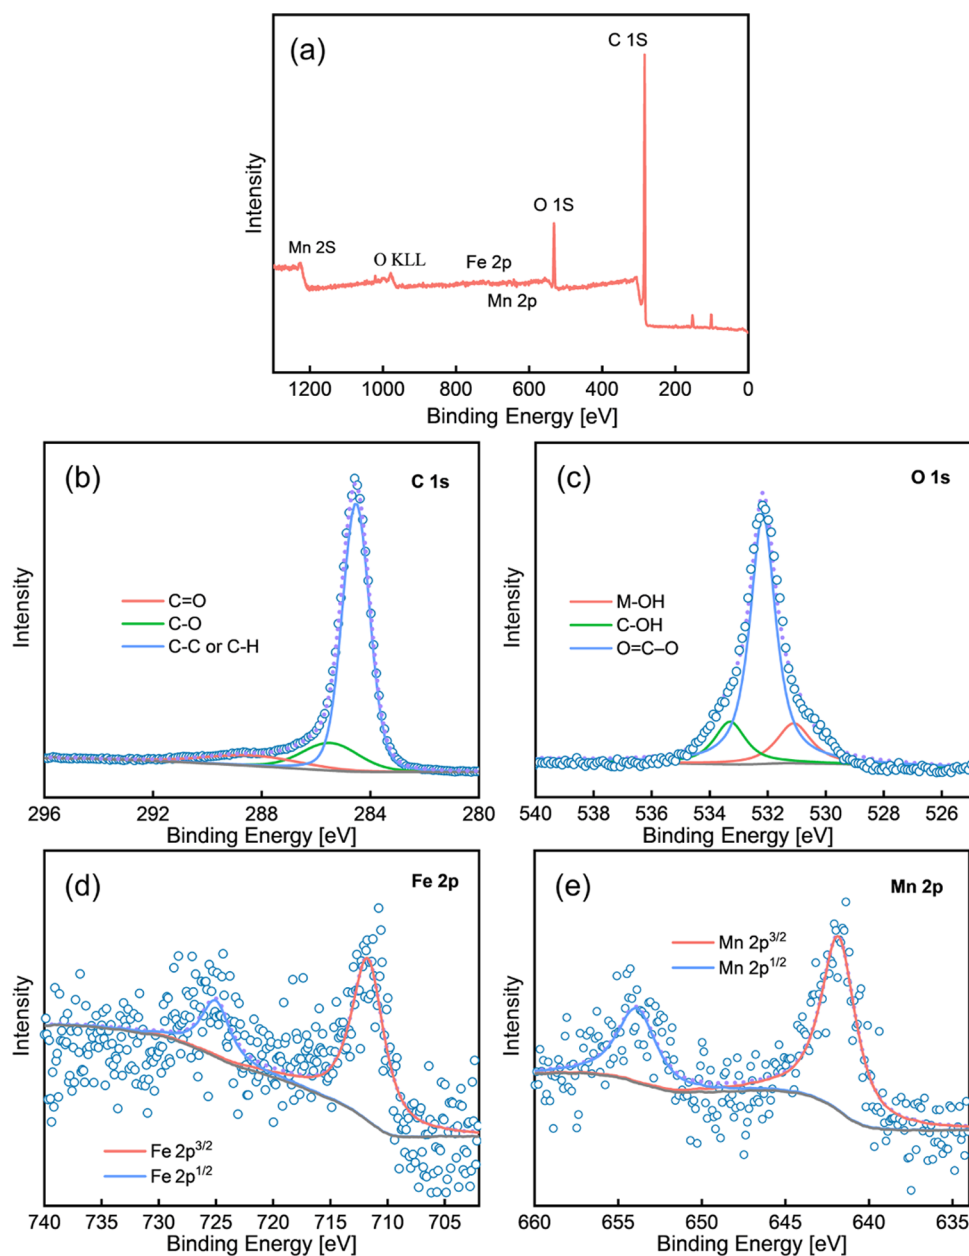 (a)
C 1S
O 1S
Mn 2S
O KLL
Fe 2p
Mn 2p
Intensity
1200 1000 800 600 400 200 0
Binding Energy [eV]
(b)
C 1s
C=O
C-O
C-C or C-H
Intensity
296 292 288 284 280
Binding Energy [eV]
(c)
O 1s
M-OH
C-OH
O=C–O
Intensity
540 538 536 534 532 530 528 526
Binding Energy [eV]
(d)
Fe 2p
Fe 2p3/2
Fe 2p1/2
Intensity
740 735 730 725 720 715 710 705
Binding Energy [eV]
(e)
Mn 2p
Mn 2p3/2
Mn 2p1/2
Intensity
660 655 650 645 640 635
Binding Energy [eV]